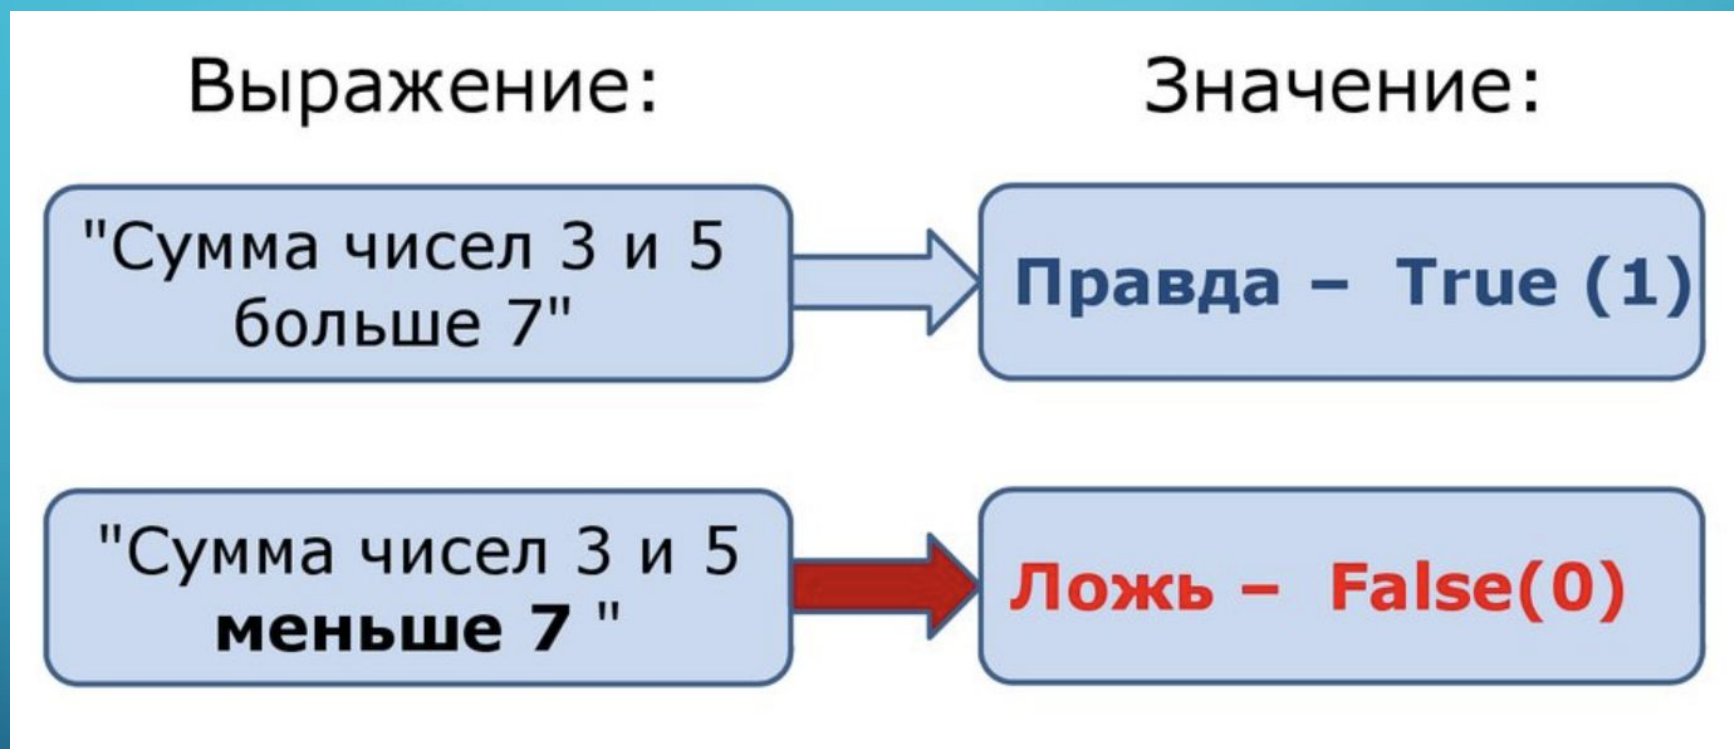 Выражение:
Значение:
"Сумма чисел 3 и 5
больше 7"
Правда – True (1)
"Сумма чисел 3 и 5
меньше 7 "
Ложь – False(0)